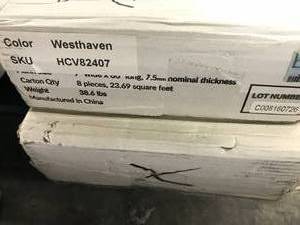 Color Westhaven
SKU HCV82407
long, 7.5mm nominal thickness
Carton Qty 8 pieces, 23.69 square feet
Weight 38.6 lbs
Manufactured in China
LOT NUMBER
C008160726